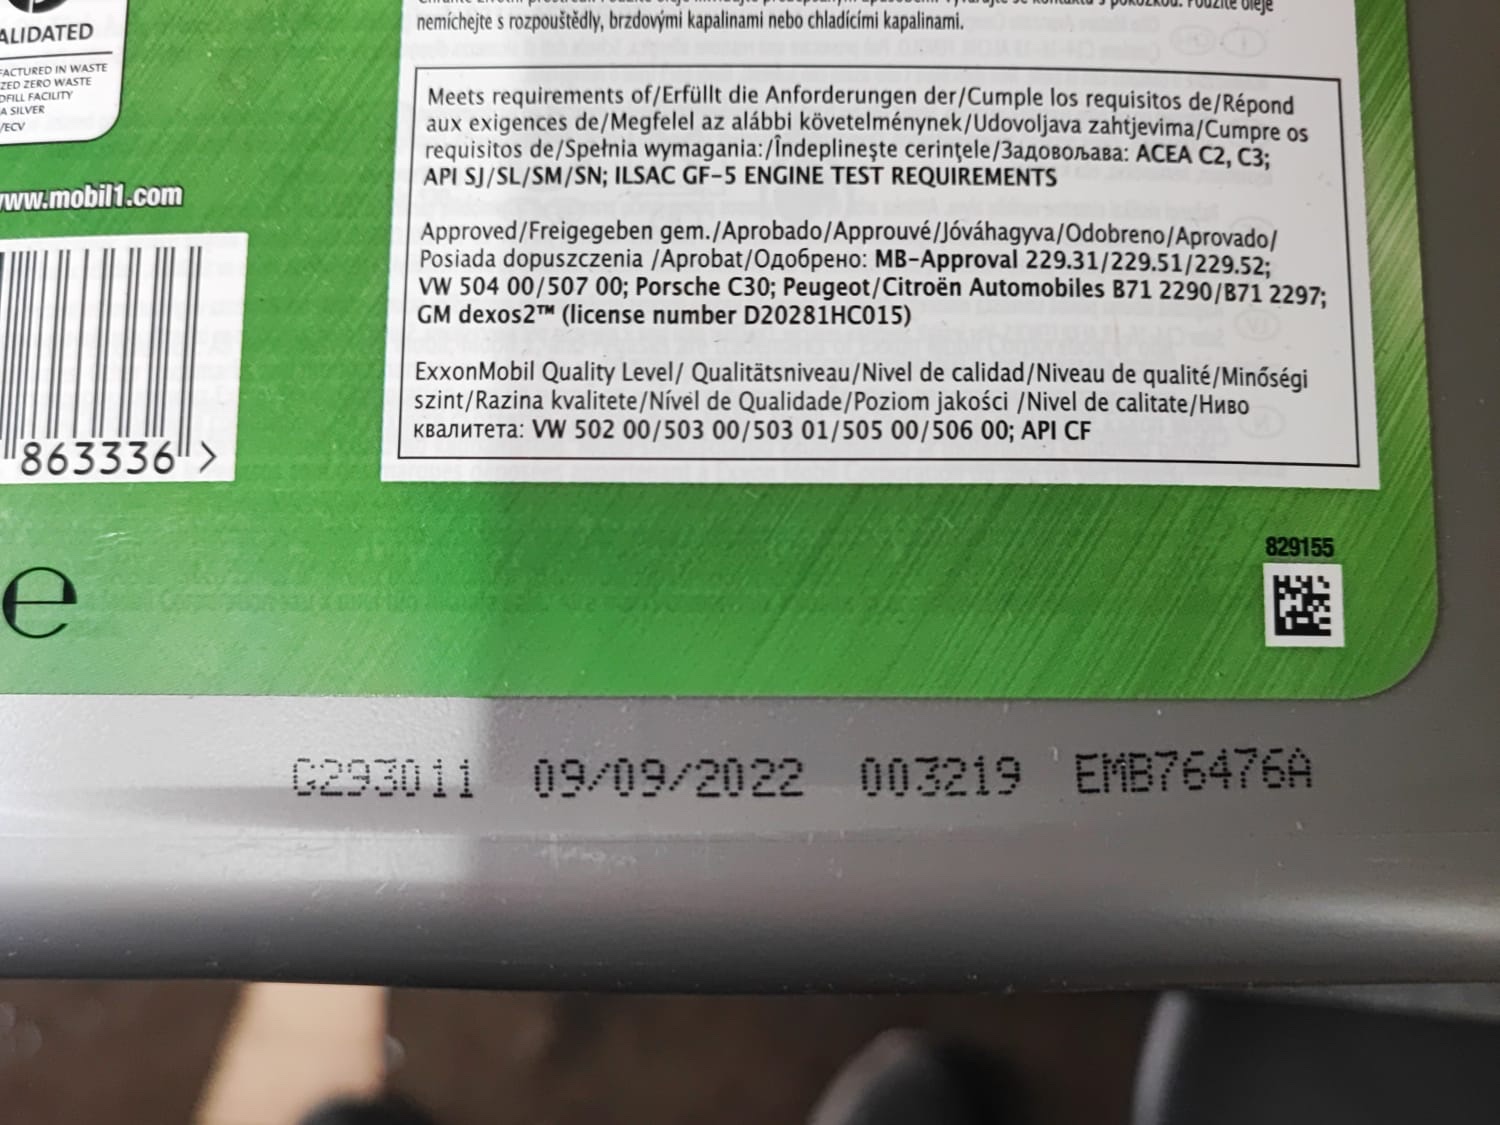 nemíchejte s rozpouštědly, brzdovými kapalinami nebo chladícími kapalinami.
ALIDATED
FACTURED IN WASTE
ZED ZERO WASTE
DFILL FACILITY
A SILVER
/ECV
www.mobil1.com
863336 >
Meets requirements of/Erfüllt die Anforderungen der/Cumple los requisitos de/Répond
aux exigences de/Megfelel az alábbi követelménynek/Udovoljava zahtjevima/Cumpre os
requisitos de/Spełnia wymagania:/Îndeplinește cerințele/Задовољава: ACEA C2, C3;
API SJ/SL/SM/SN; ILSAC GF-5 ENGINE TEST REQUIREMENTS
Approved/Freigegeben gem./Aprobado/Approuvé/Jóváhagyva/Odobreno/Aprovado/
Posiada dopuszczenia /Aprobat/Одобрено: MB-Approval 229.31/229.51/229.52;
VW 504 00/507 00; Porsche C30; Peugeot/Citroën Automobiles B71 2290/B71 2297;
GM dexos2™ (license number D20281HC015)
ExxonMobil Quality Level/ Qualitätsniveau/Nivel de calidad/Niveau de qualité/Minőségi
szint/Razina kvalitete/Nível de Qualidade/Poziom jakości /Nivel de calitate/Ниво
квалитета: VW 502 00/503 00/503 01/505 00/506 00; API CF
e
829155
G293011 09/09/2022 003219 EMB76476A